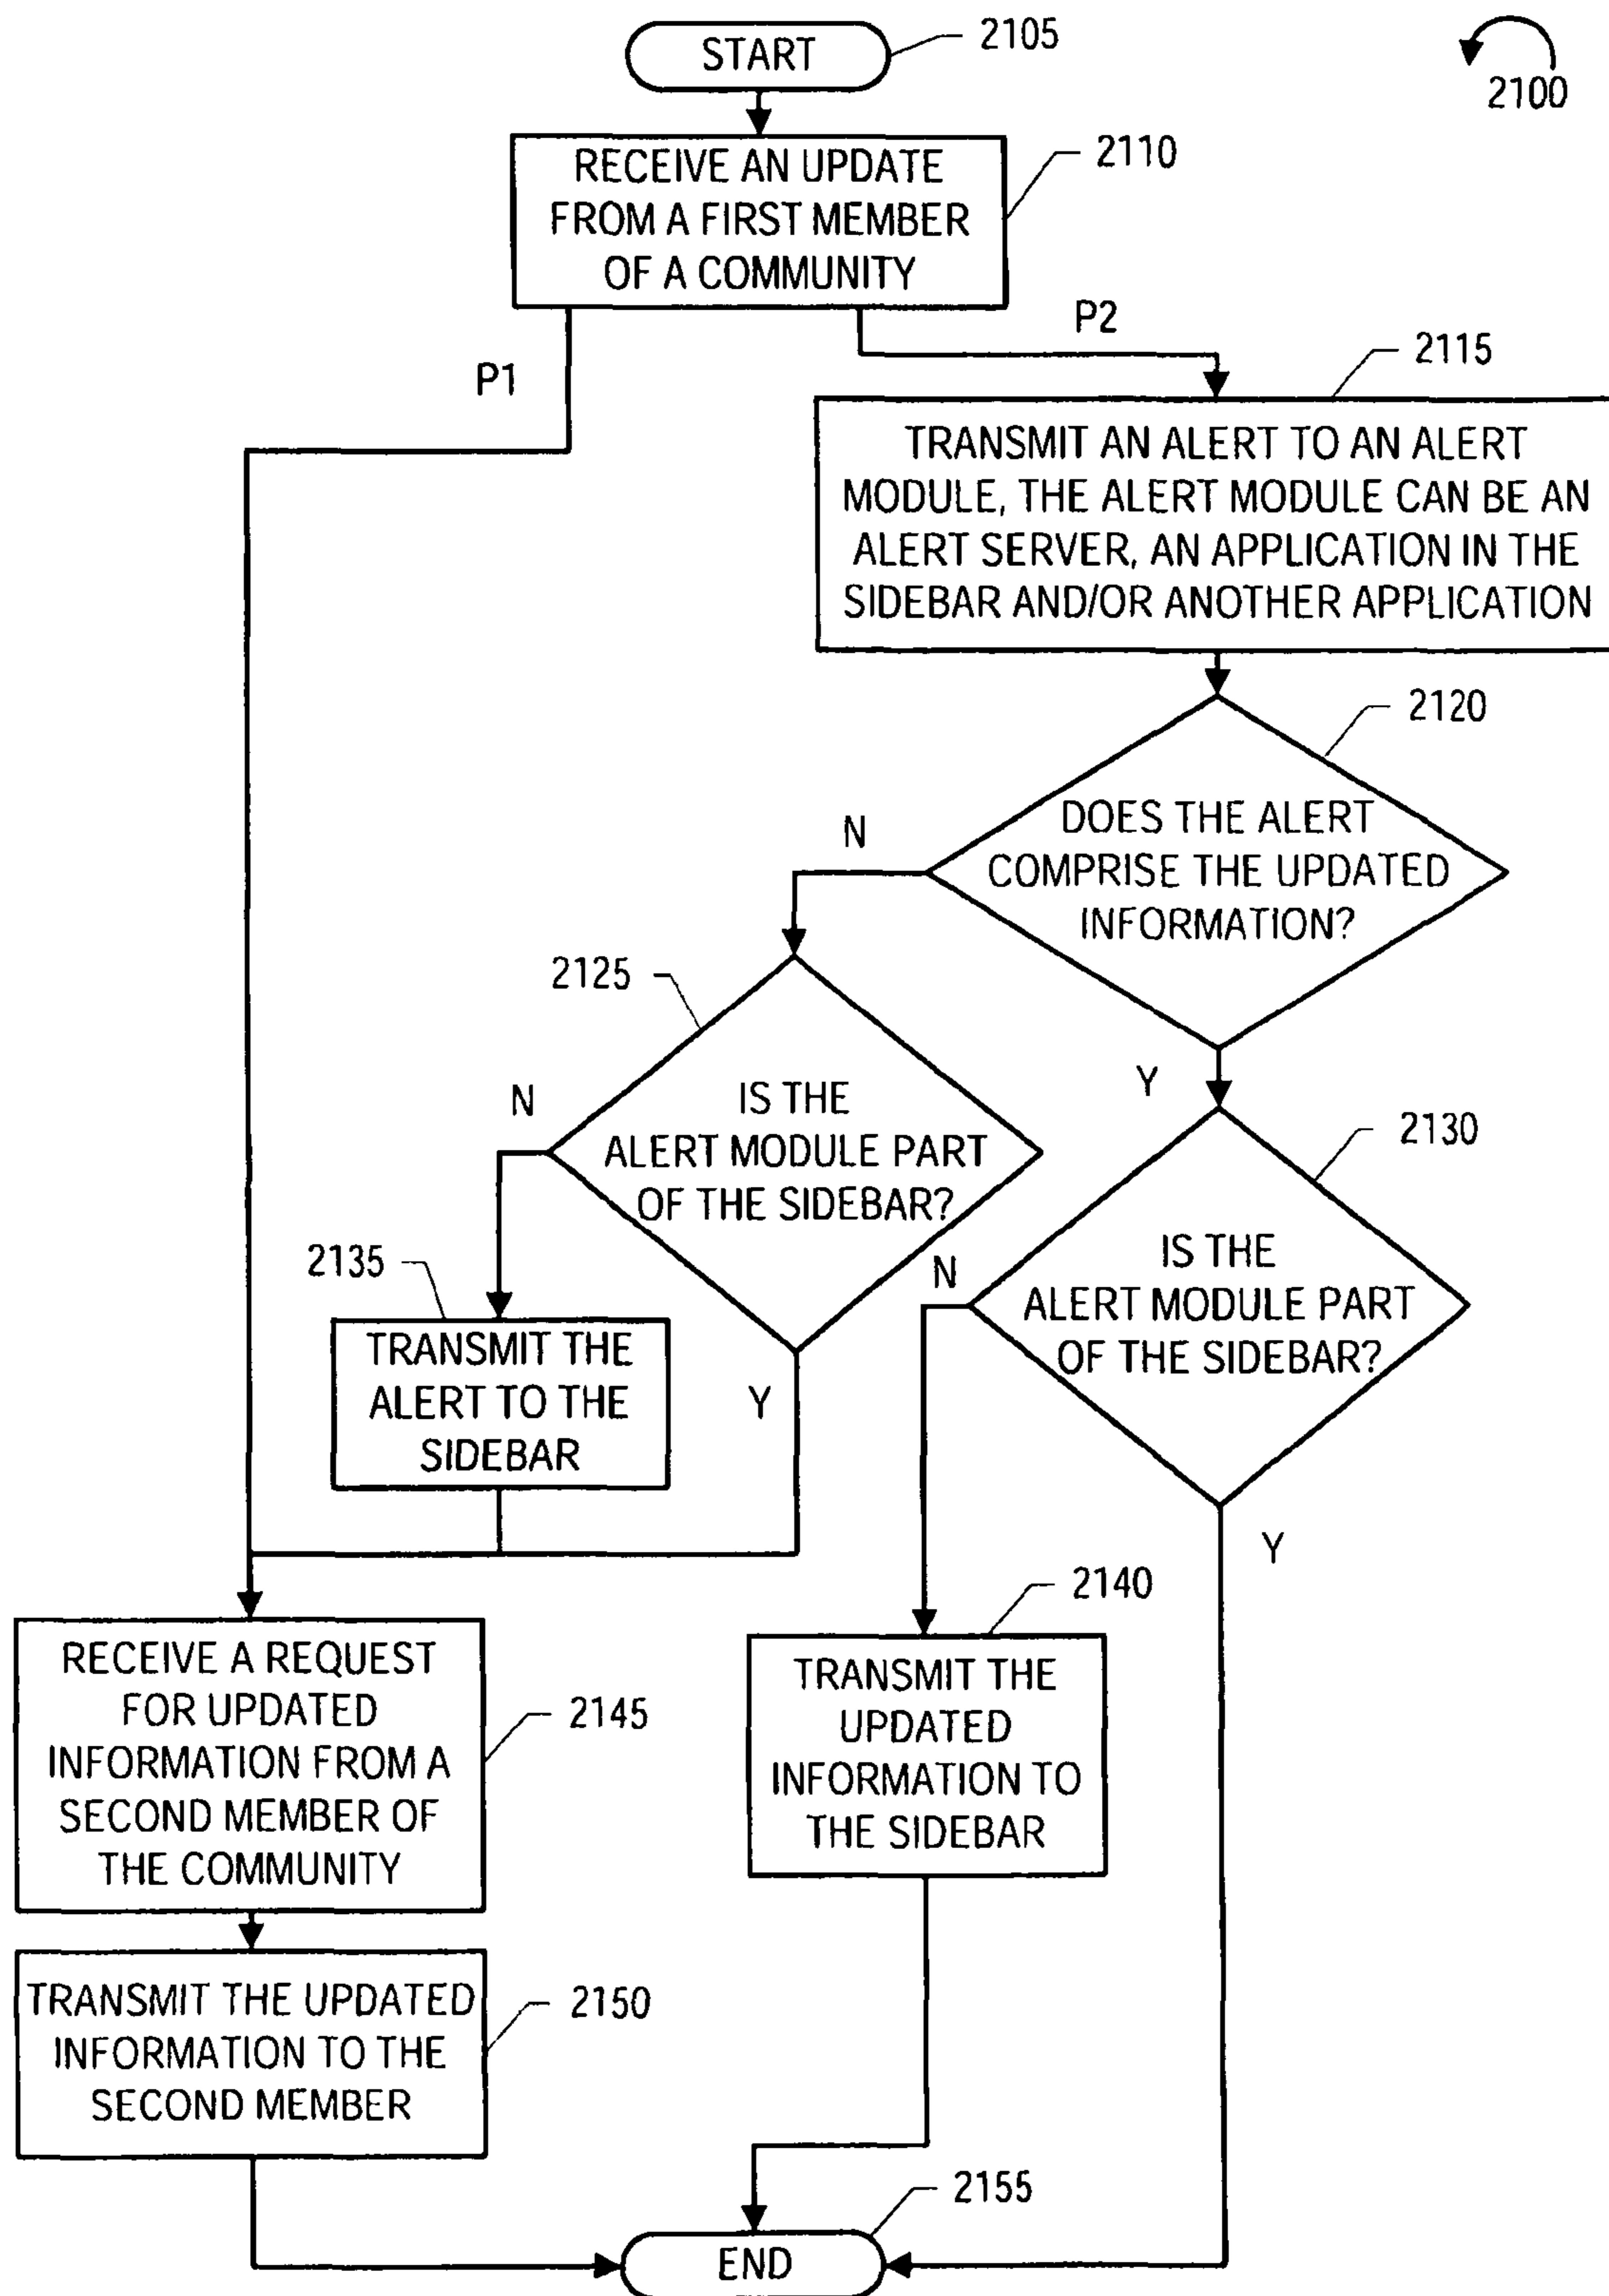 START
2105
2100
RECEIVE AN UPDATE
FROM A FIRST MEMBER
OF A COMMUNITY
2110
P1
P2
2115
TRANSMIT AN ALERT TO AN ALERT
MODULE, THE ALERT MODULE CAN BE AN
ALERT SERVER, AN APPLICATION IN THE
SIDEBAR AND/OR ANOTHER APPLICATION
2120
DOES THE ALERT
COMPRISE THE UPDATED
INFORMATION?
N
Y
2125
IS THE
ALERT MODULE PART
OF THE SIDEBAR?
N
Y
2130
IS THE
ALERT MODULE PART
OF THE SIDEBAR?
N
Y
2135
TRANSMIT THE
ALERT TO THE
SIDEBAR
2140
TRANSMIT THE
UPDATED
INFORMATION TO
THE SIDEBAR
RECEIVE A REQUEST
FOR UPDATED
INFORMATION FROM A
SECOND MEMBER OF
THE COMMUNITY
2145
TRANSMIT THE UPDATED
INFORMATION TO THE
SECOND MEMBER
2150
2155
END